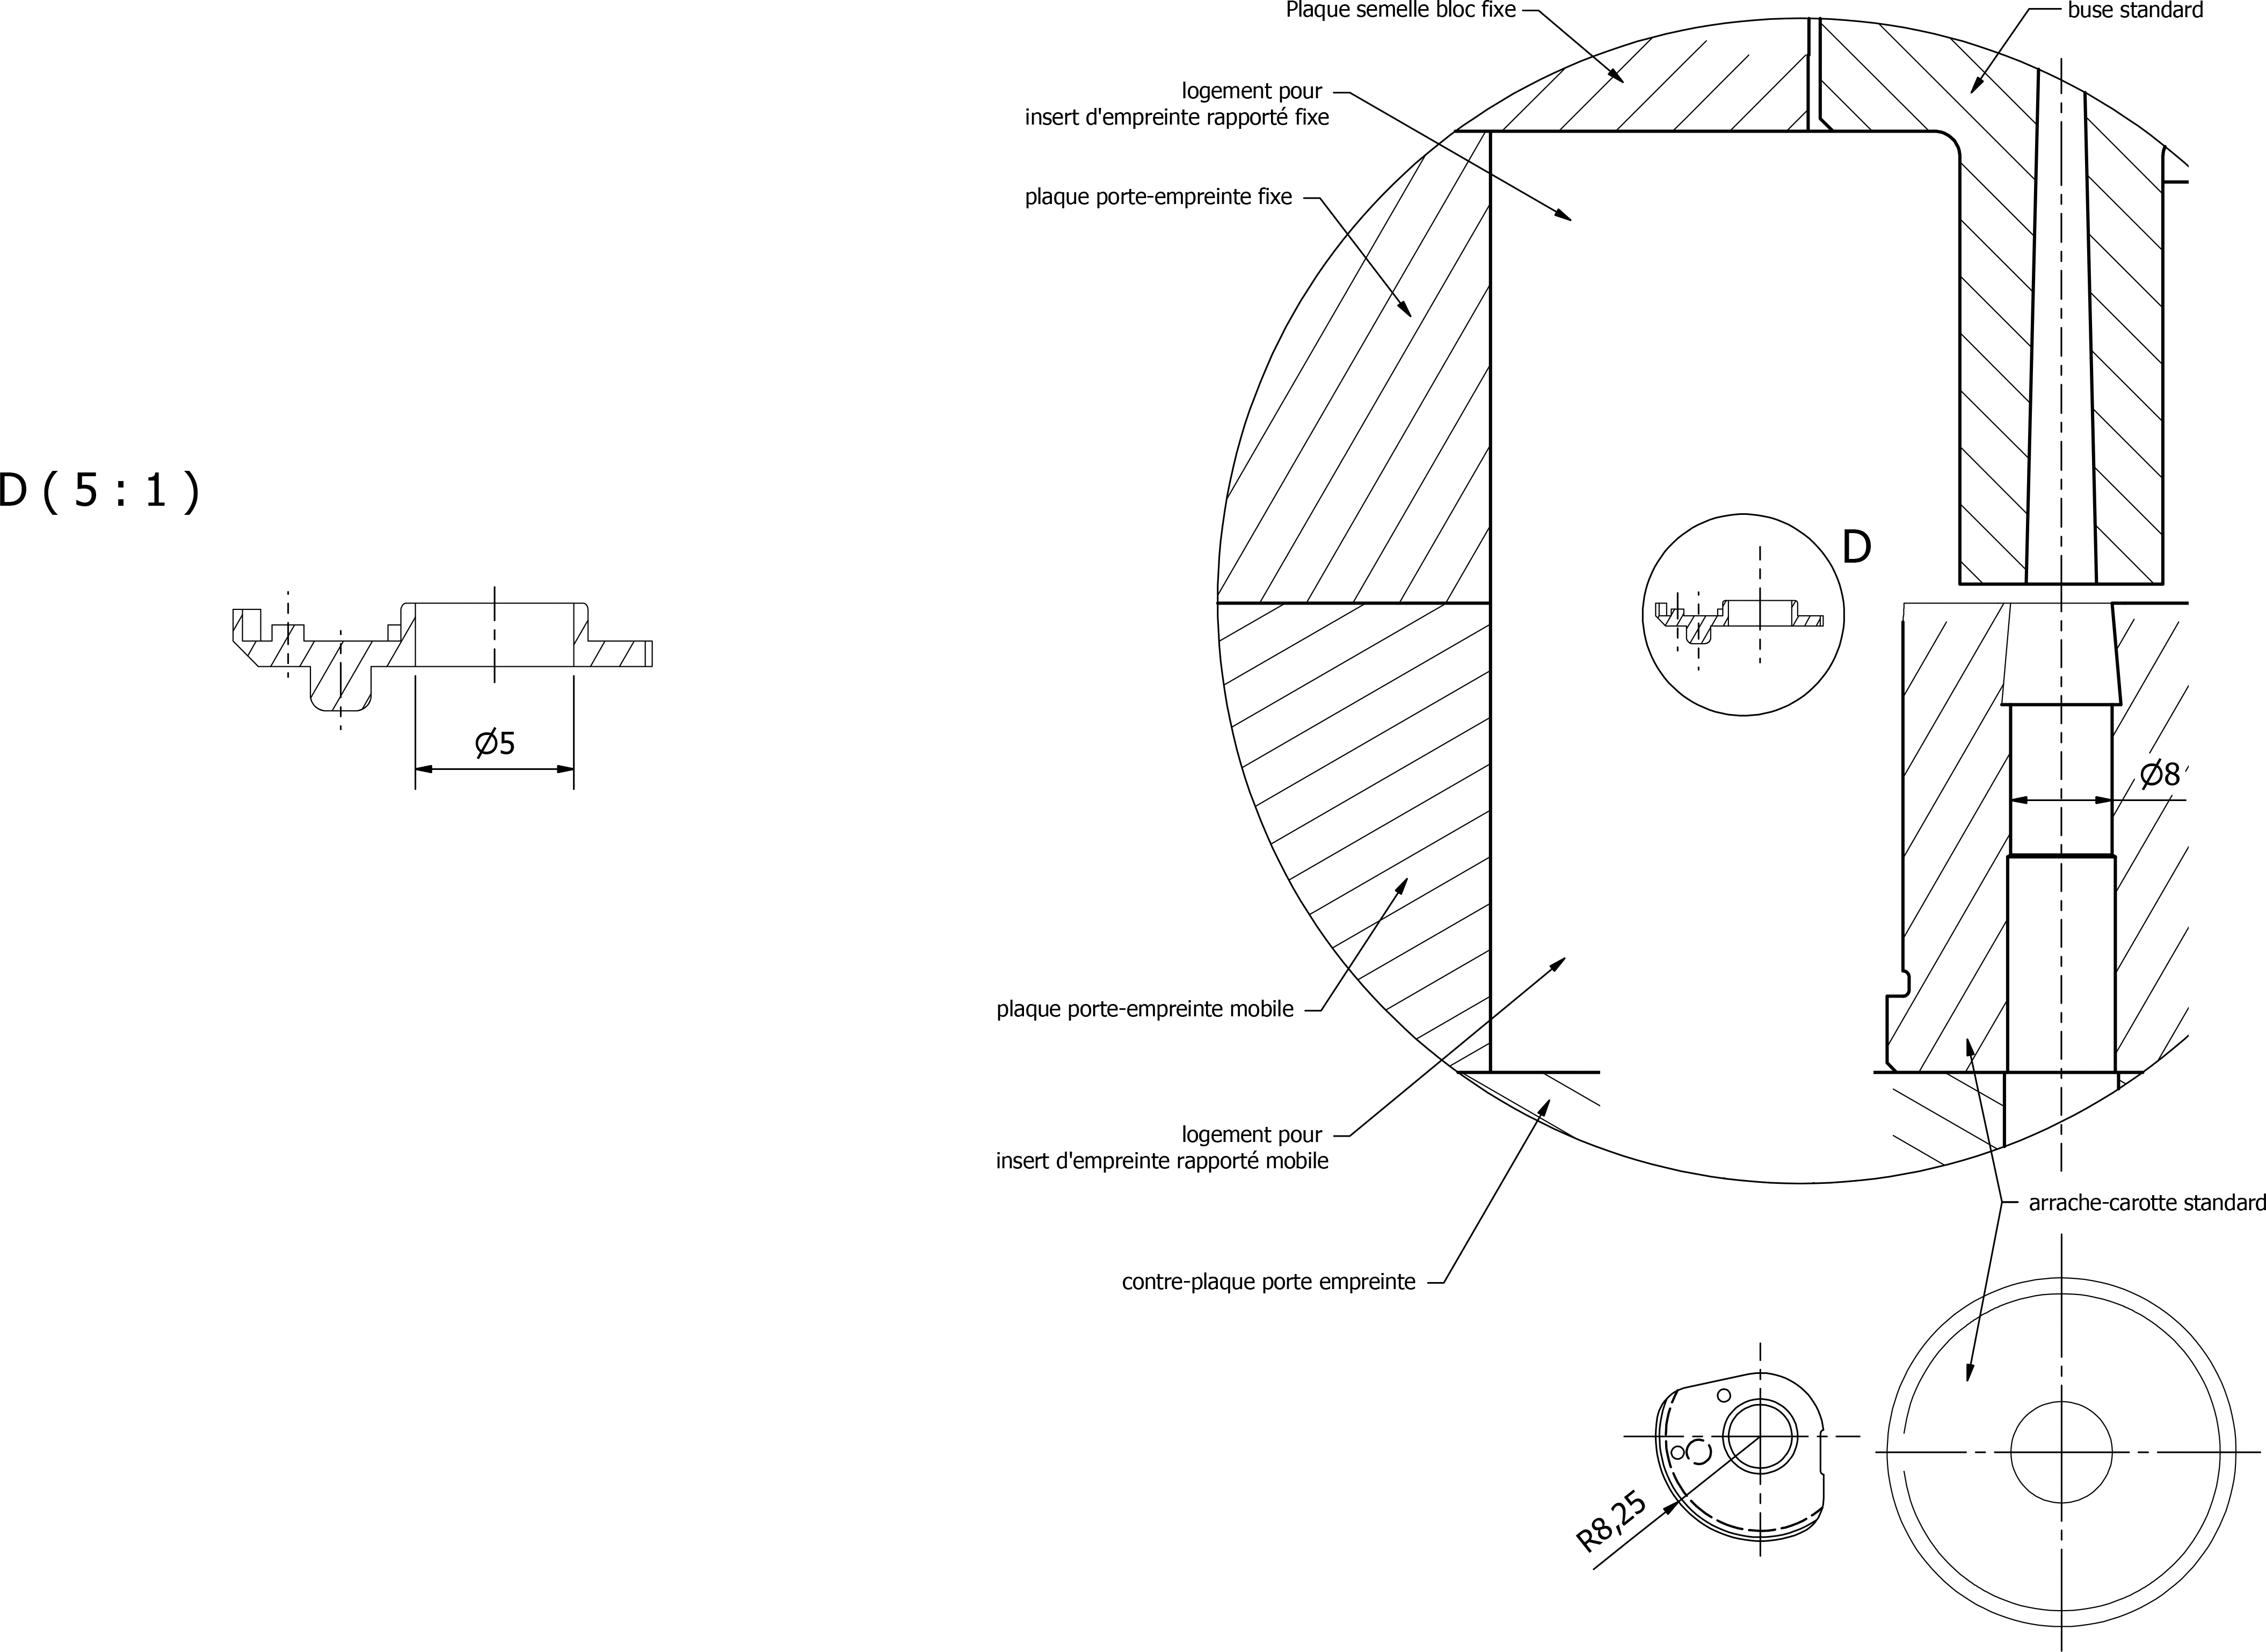 Plaque semelle bloc fixe
buse standard
logement pour
insert d'empreinte rapporté fixe
plaque porte-empreinte fixe
D ( 5 : 1 )
D
Ø5
Ø8
plaque porte-empreinte mobile
logement pour
insert d'empreinte rapporté mobile
arrache-carotte standard
contre-plaque porte empreinte
R8,25